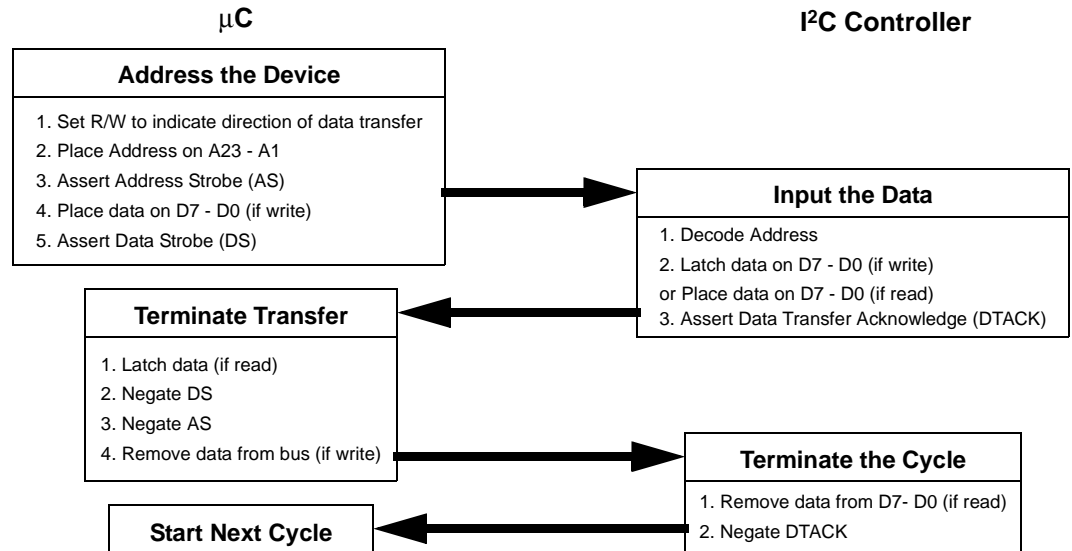 μC
I²C Controller
Address the Device
1. Set R/W to indicate direction of data transfer
2. Place Address on A23 - A1
3. Assert Address Strobe (AS)
4. Place data on D7 - D0 (if write)
5. Assert Data Strobe (DS)
Input the Data
1. Decode Address
2. Latch data on D7 - D0 (if write)
or Place data on D7 - D0 (if read)
3. Assert Data Transfer Acknowledge (DTACK)
Terminate Transfer
1. Latch data (if read)
2. Negate DS
3. Negate AS
4. Remove data from bus (if write)
Terminate the Cycle
1. Remove data from D7- D0 (if read)
2. Negate DTACK
Start Next Cycle